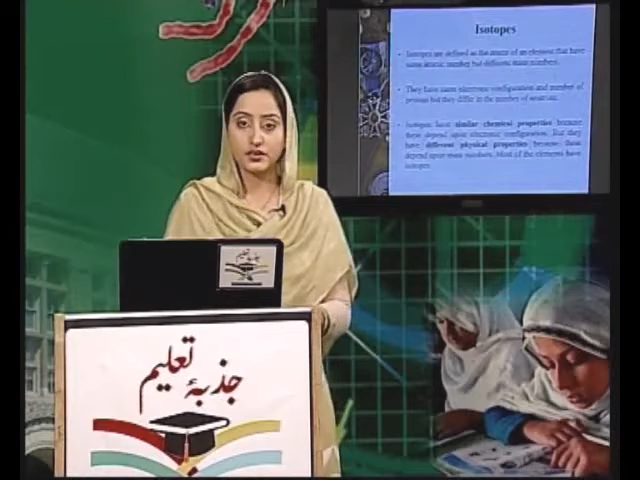 Isotopes
Isotopes are defined as the atoms of an element that have
same atomic number but different mass numbers.
They have same electronic configuration and number of
protons but they differ in the number of neutrons.
Isotopes have similar chemical properties because
these depend upon electronic configuration. But they
have different physical properties because these
depend upon mass numbers. Most of the elements have
isotopes.
جذبۂ تعلیم